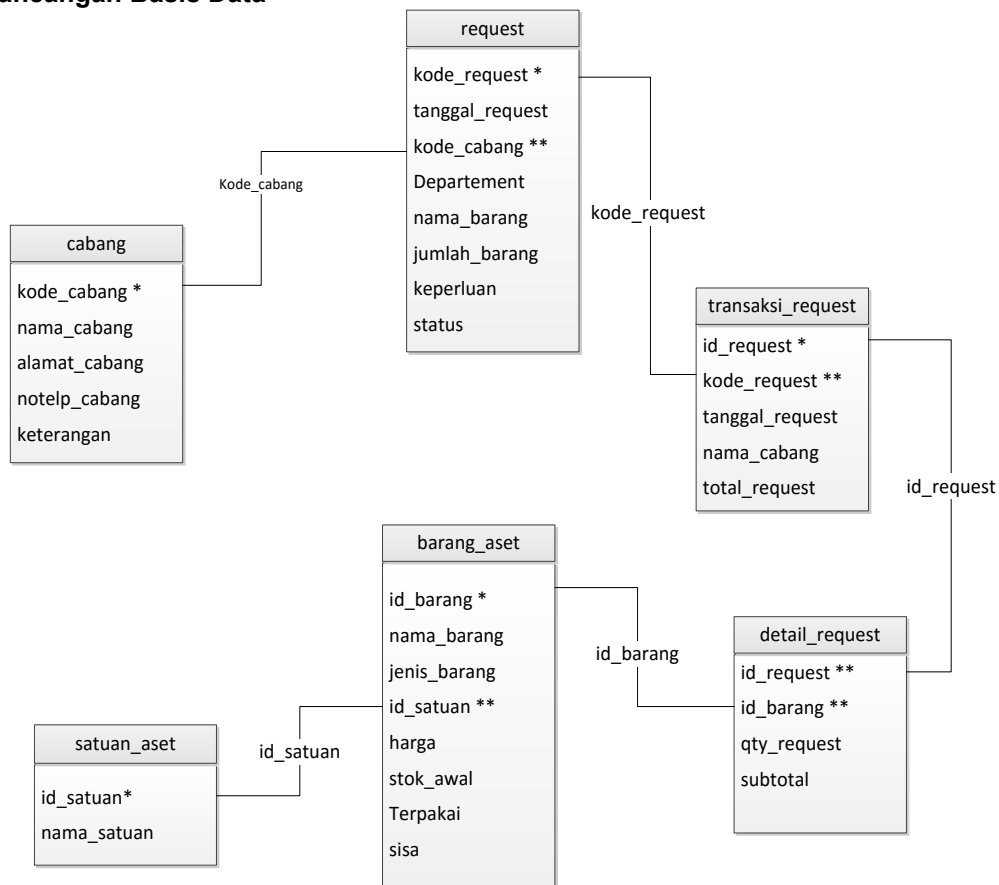 ancangan Basis Data
request
kode_request *
tanggal_request
kode_cabang **
Departement
nama_barang
jumlah_barang
keperluan
status
Kode_cabang
kode_request
cabang
kode_cabang *
nama_cabang
alamat_cabang
notelp_cabang
keterangan
transaksi_request
id_request *
kode_request **
tanggal_request
nama_cabang
total_request
id_request
barang_aset
id_barang *
nama_barang
jenis_barang
id_satuan **
harga
stok_awal
Terpakai
sisa
id_barang
detail_request
id_request **
id_barang **
qty_request
subtotal
satuan_aset
id_satuan*
nama_satuan
id_satuan